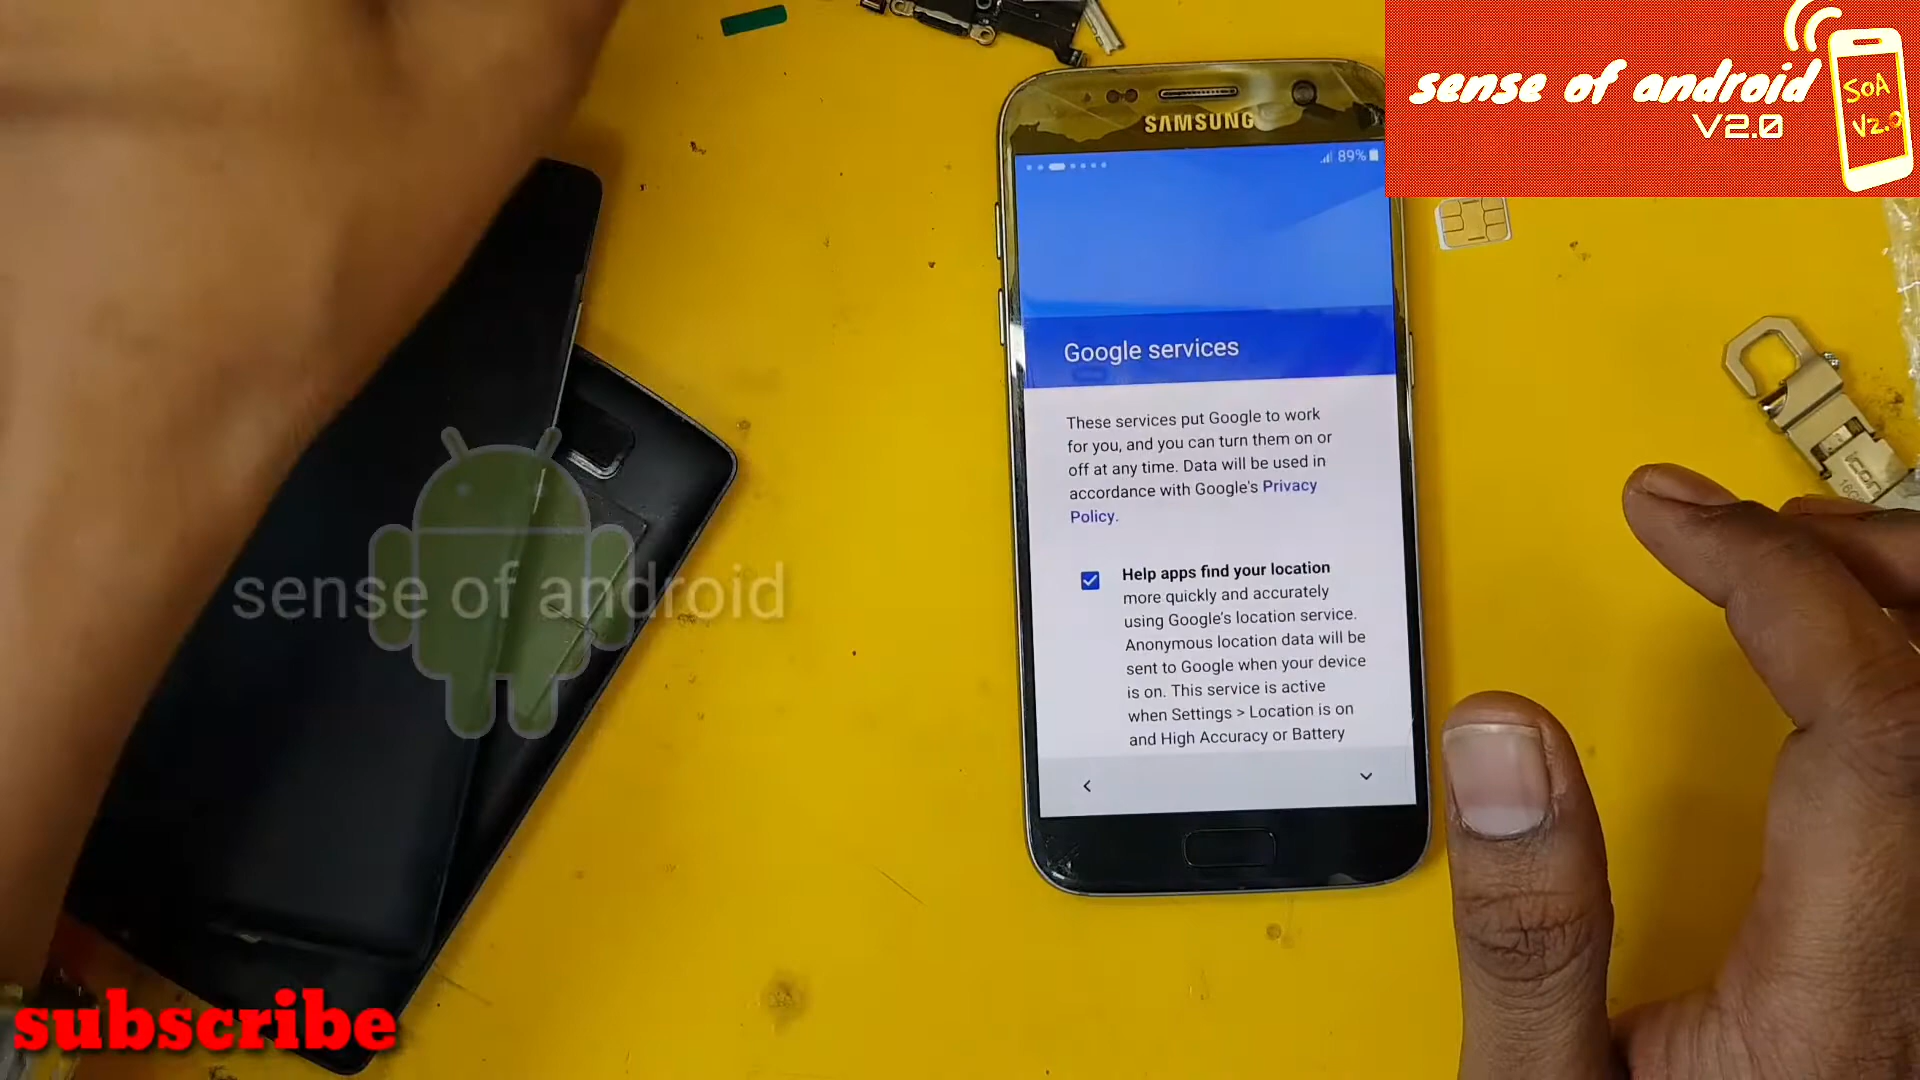 sense of android
V2.0
SOA
V2.0
SAMSUNG
89%
Google services
These services put Google to work
for you, and you can turn them on or
off at any time. Data will be used in
accordance with Google's Privacy
Policy.
Help apps find your location
more quickly and accurately
using Google's location service.
Anonymous location data will be
sent to Google when your device
is on. This service is active
when Settings > Location is on
and High Accuracy or Battery
sense of android
subscribe